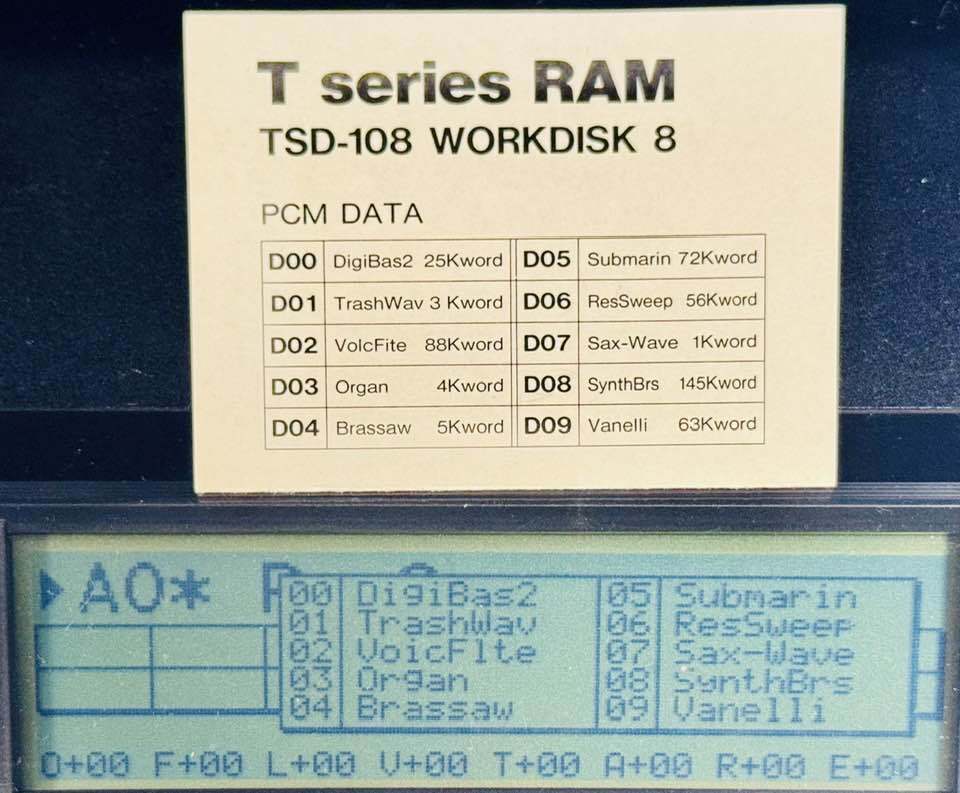 T series RAM
TSD-108 WORKDISK 8
PCM DATA
D00 DigiBas2 25Kword D05 Submarin 72Kword
D01 TrashWav 3 Kword D06 ResSweep 56Kword
D02 VolcFite 88Kword D07 Sax-Wave 1Kword
D03 Organ 4Kword D08 SynthBrs 145Kword
D04 Brassaw 5Kword D09 Vanelli 63Kword
A0*
00 DigiBas2 05 Submarin
01 TrashWav 06 ResSweep
02 VoicFlte 07 Sax-Wave
03 Organ 08 SynthBrs
04 Brassaw 09 Vanelli
O+00 F+00 L+00 V+00 T+00 A+00 R+00 E+00